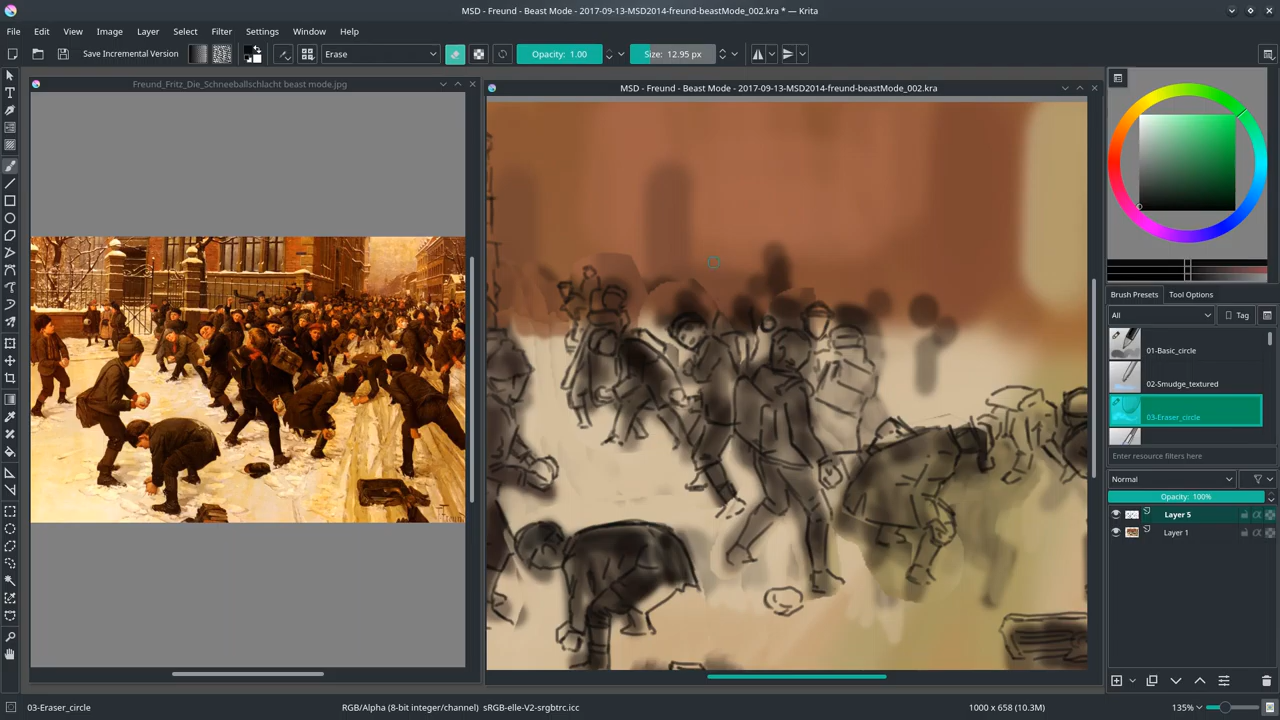 MSD - Freund - Beast Mode - 2017-09-13-MSD2014-freund-beastMode_002.kra * — Krita
File Edit View Image Layer Select Filter Settings Window Help
Save Incremental Version Erase Opacity: 1.00 Size: 12.95 px
Freund_Fritz_Die_Schneeballschlacht beast mode.jpg
MSD - Freund - Beast Mode - 2017-09-13-MSD2014-freund-beastMode_002.kra
Brush Presets Tool Options
All Tag
01-Basic_circle
02-Smudge_textured
03-Eraser_circle
Enter resource filters here
Normal
Opacity: 100%
Layer 5
Layer 1
03-Eraser_circle RGB/Alpha (8-bit integer/channel) sRGB-elle-V2-srgbtrc.icc 1000 x 658 (10.3M) 135%